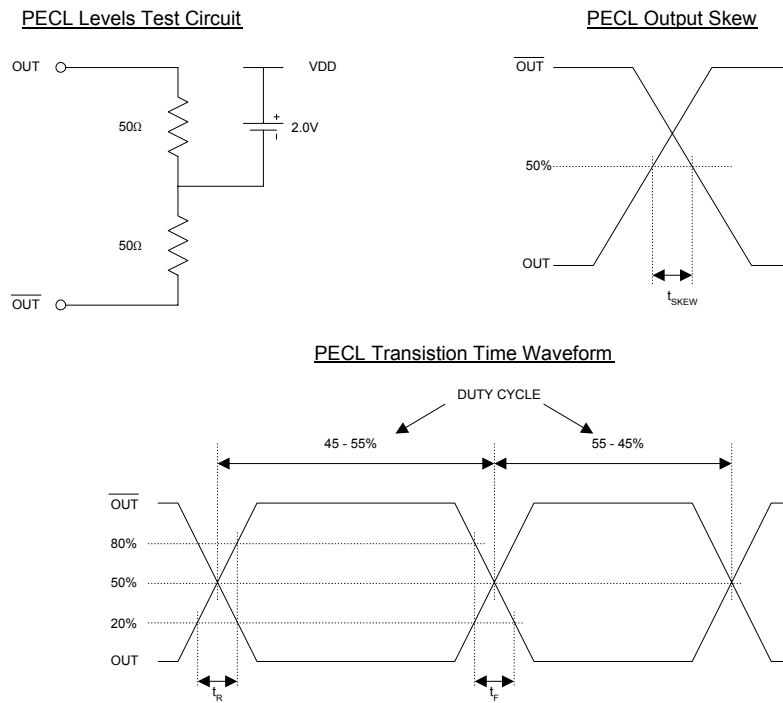 PECL Levels Test Circuit
OUT
VDD
50Ω
+
2.0V
-
50Ω
OUT
PECL Output Skew
OUT
50%
OUT
tSKEW
PECL Transistion Time Waveform
DUTY CYCLE
45 - 55%
55 - 45%
OUT
80%
50%
20%
OUT
tR
tF